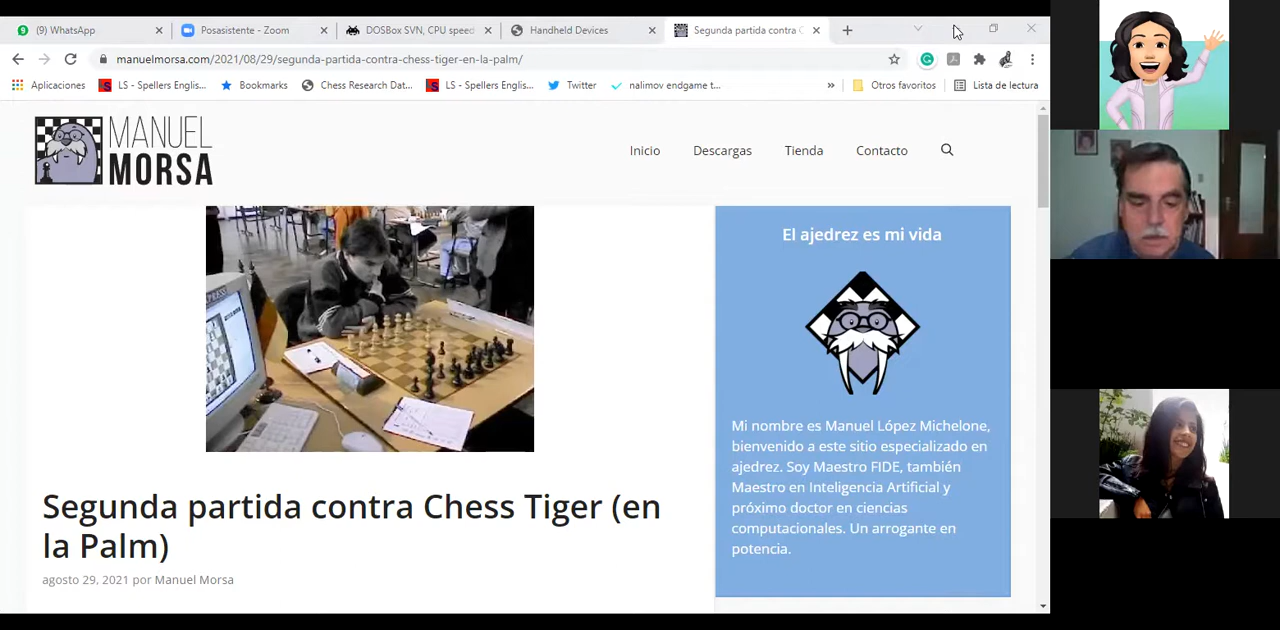 (9) WhatsApp
Posasistente - Zoom
DOSBox SVN, CPU speed
Handheld Devices
Segunda partida contra C
manuelmorsa.com/2021/08/29/segunda-partida-contra-chess-tiger-en-la-palm/
Aplicaciones
LS - Spellers Englis...
Bookmarks
Chess Research Dat...
LS - Spellers Englis...
Twitter
nalimov endgame t...
»
Otros favoritos
Lista de lectura
MANUEL
MORSA
Inicio
Descargas
Tienda
Contacto
Segunda partida contra Chess Tiger (en
la Palm)
agosto 29, 2021 por Manuel Morsa
El ajedrez es mi vida
Mi nombre es Manuel López Michelone,
bienvenido a este sitio especializado en
ajedrez. Soy Maestro FIDE, también
Maestro en Inteligencia Artificial y
próximo doctor en ciencias
computacionales. Un arrogante en
potencia.